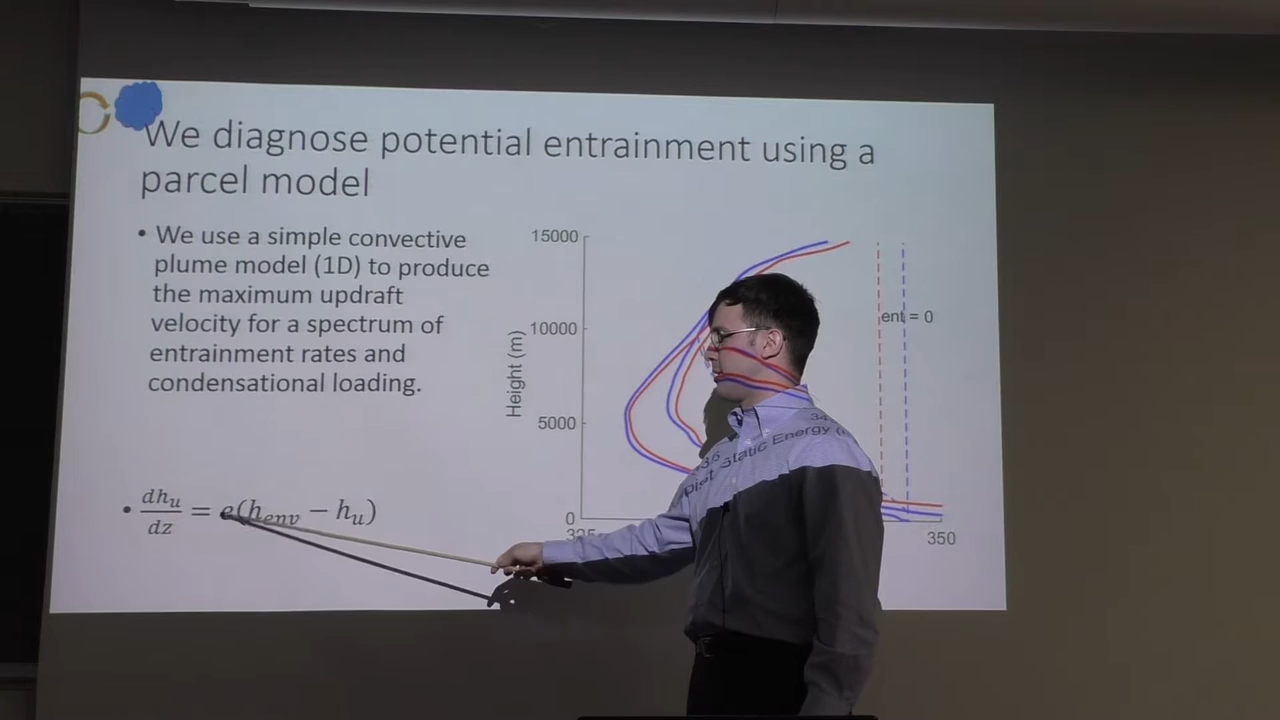 We diagnose potential entrainment using a
parcel model
• We use a simple convective
plume model (1D) to produce
the maximum updraft
velocity for a spectrum of
entrainment rates and
condensational loading.
• dh_u/dz = e(h_env − h_u)
15000
10000
5000
0
Height (m)
ent = 0
350
Moist Static Energy